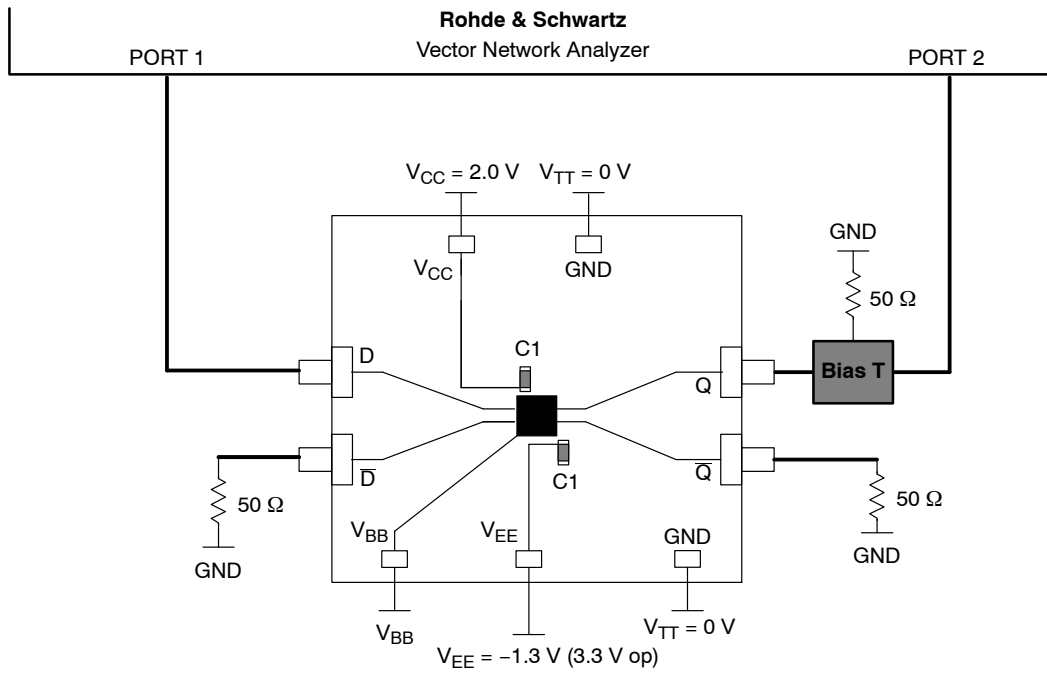 Rohde & Schwartz
Vector Network Analyzer
PORT 1
PORT 2
V_CC = 2.0 V
V_TT = 0 V
V_CC
GND
GND
50 Ω
D
C1
Bias T
Q
D̅
Q̅
C1
50 Ω
GND
50 Ω
GND
V_BB
V_EE
GND
V_BB
V_TT = 0 V
V_EE = −1.3 V (3.3 V op)